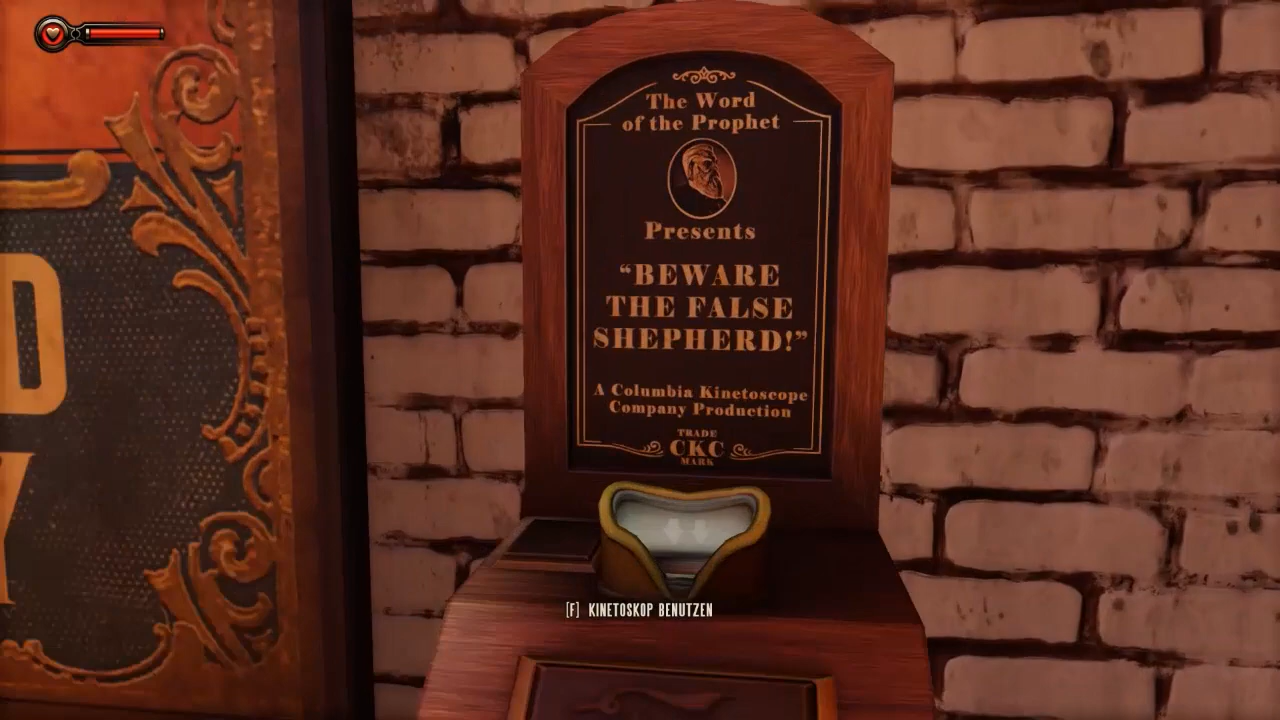 The Word
of the Prophet
Presents
“BEWARE
THE FALSE
SHEPHERD!”
A Columbia Kinetoscope
Company Production
TRADE
CKC
MARK
D
Y
[F] KINETOSKOP BENUTZEN